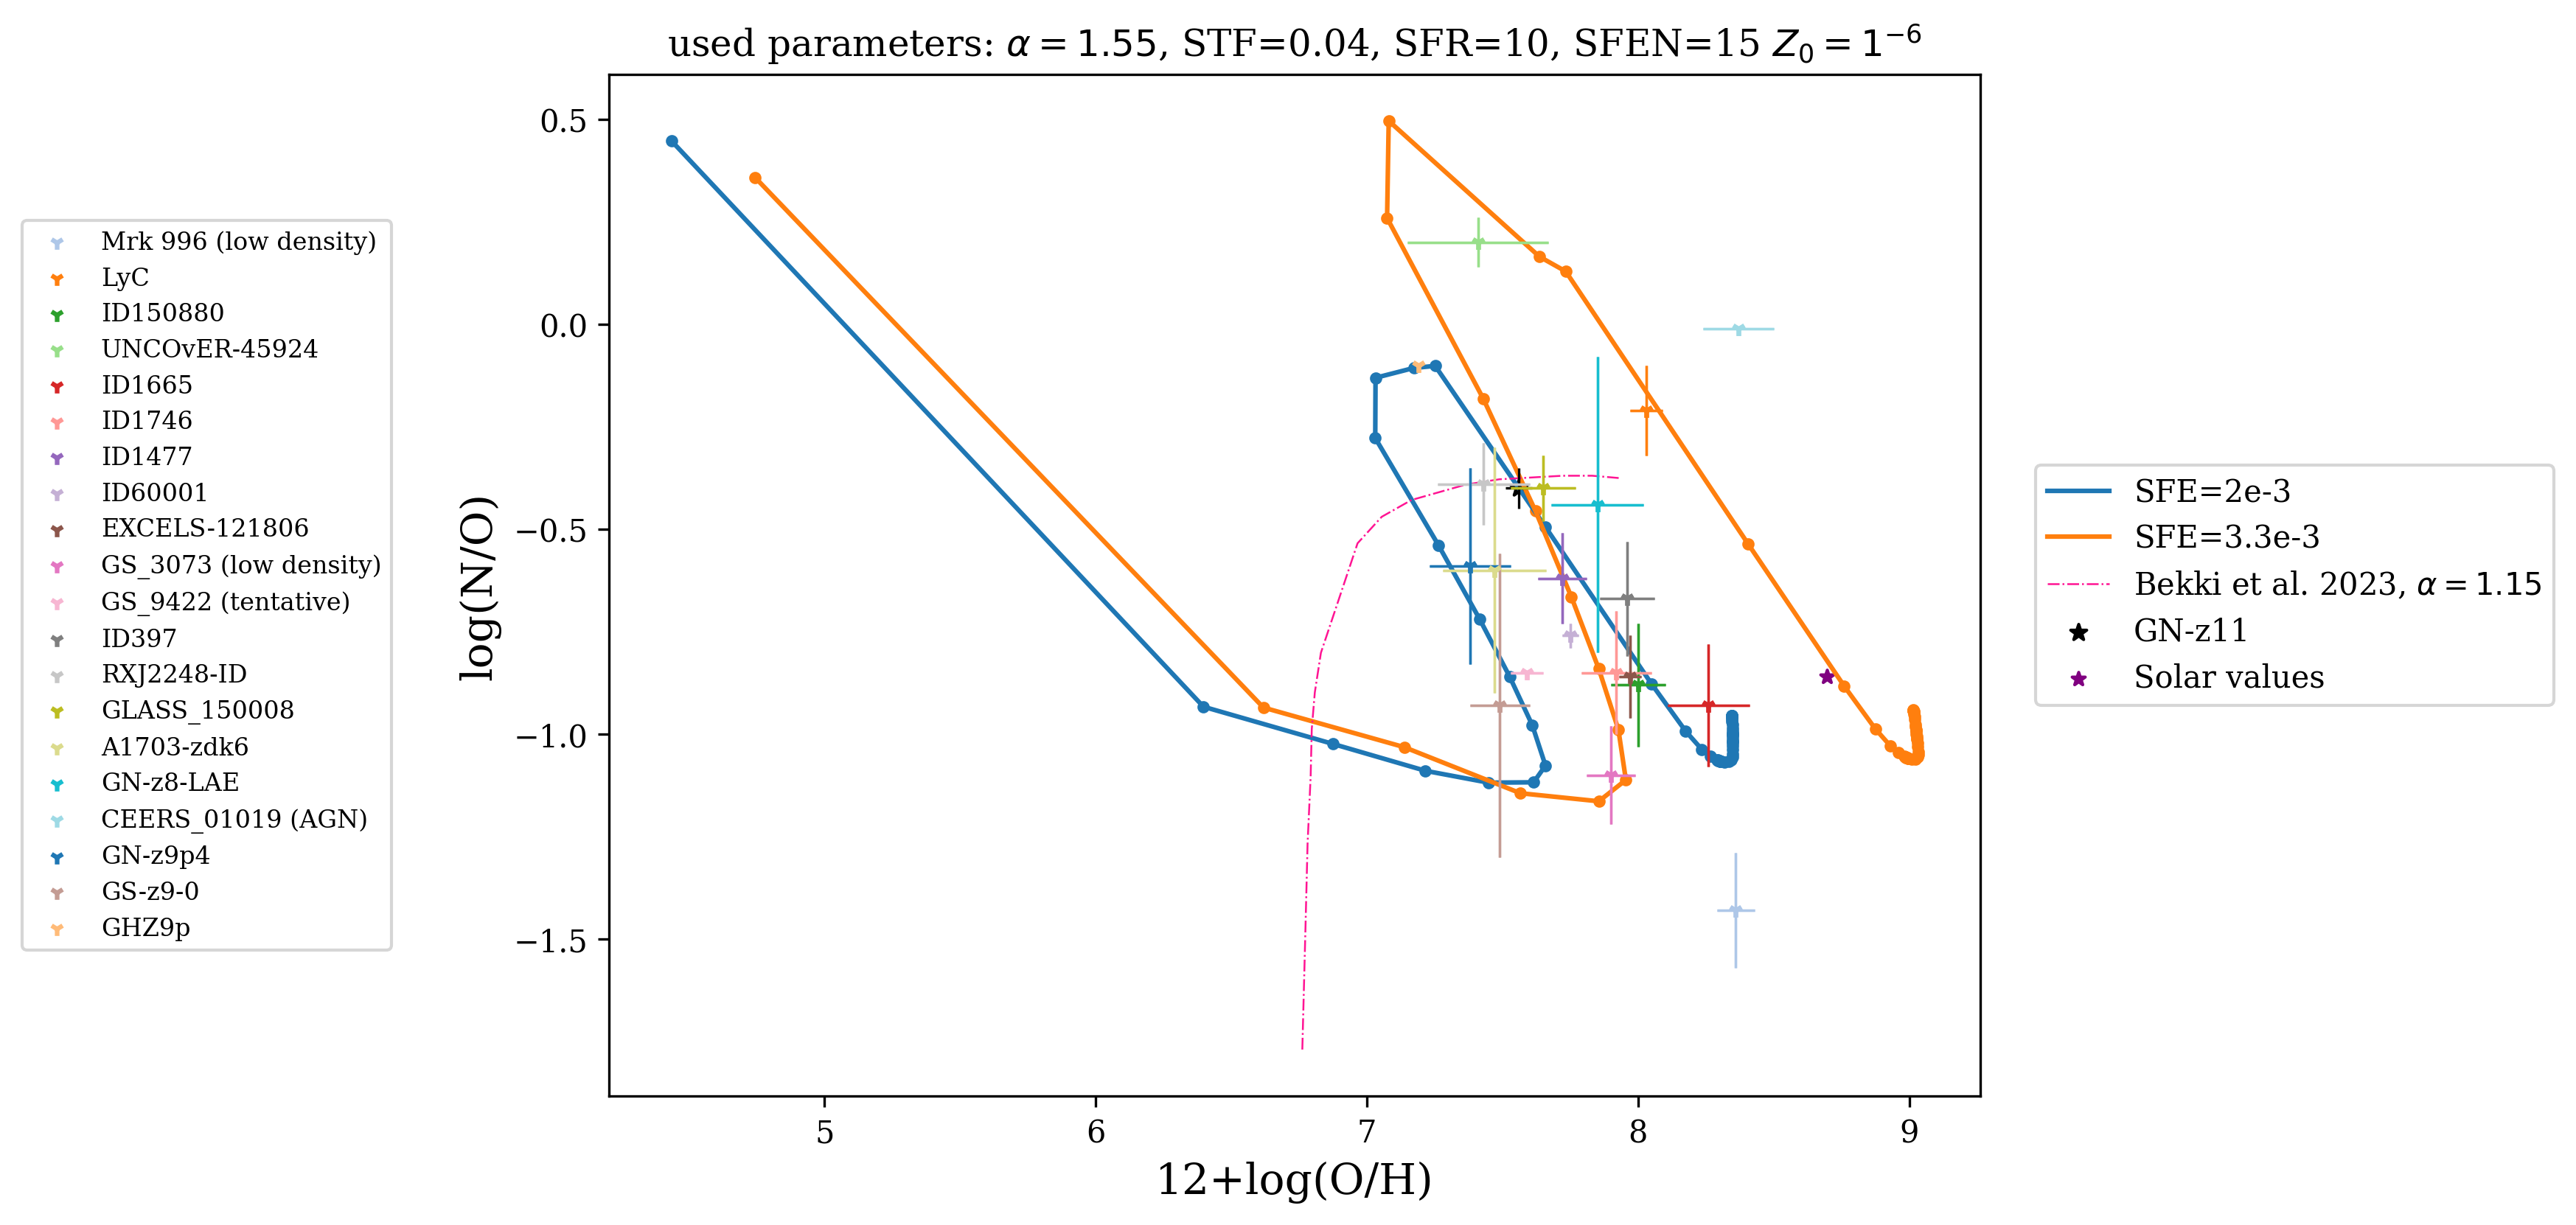 used parameters: α = 1.55, STF=0.04, SFR=10, SFEN=15 Z₀ = 1⁻⁶
Mrk 996 (low density)
LyC
ID150880
UNCOvER-45924
ID1665
ID1746
ID1477
ID60001
EXCELS-121806
GS_3073 (low density)
GS_9422 (tentative)
ID397
RXJ2248-ID
GLASS_150008
A1703-zdk6
GN-z8-LAE
CEERS_01019 (AGN)
GN-z9p4
GS-z9-0
GHZ9p
log(N/O)
0.5
0.0
−0.5
−1.0
−1.5
5
6
7
8
9
12+log(O/H)
SFE=2e-3
SFE=3.3e-3
Bekki et al. 2023, α = 1.15
GN-z11
Solar values